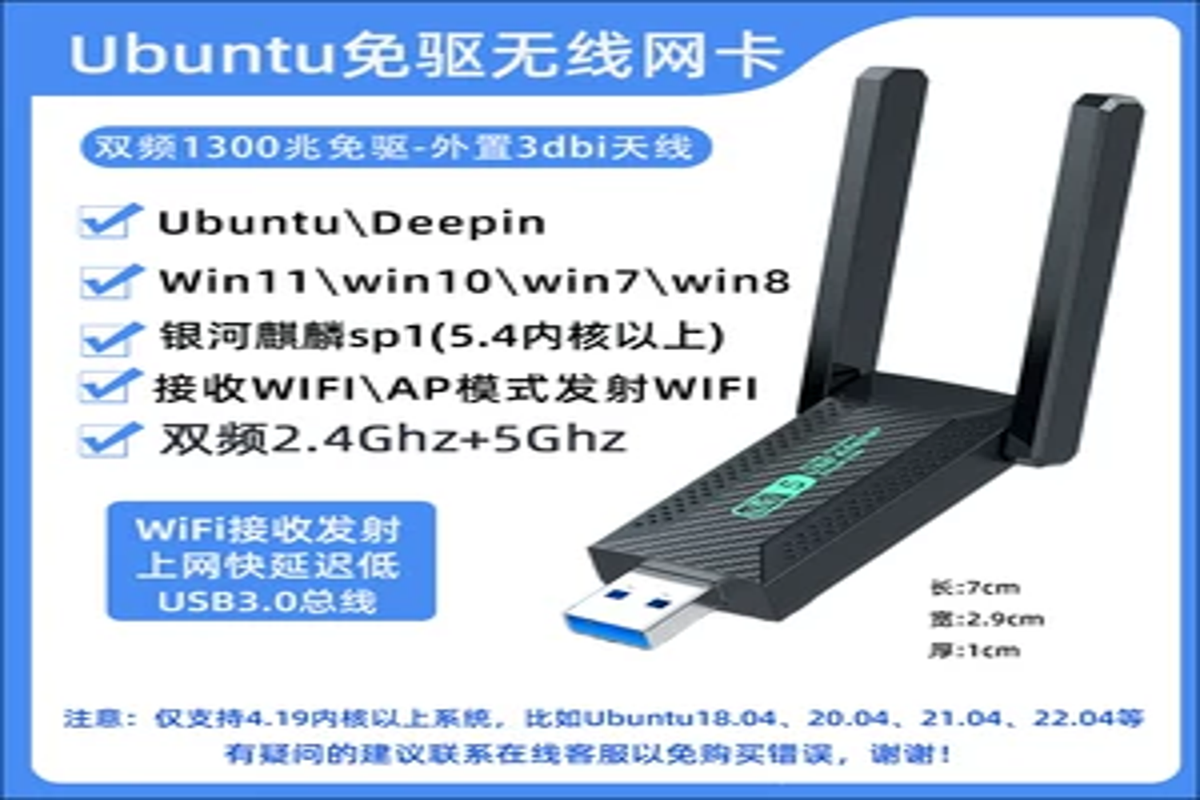 Ubuntu免驱无线网卡
双频1300兆免驱-外置3dbi天线
Ubuntu\Deepin
Win11\win10\win7\win8
银河麒麟sp1(5.4内核以上)
接收WIFI\AP模式发射WIFI
双频2.4Ghz+5Ghz
WiFi接收发射
上网快延迟低
USB3.0总线
长:7cm
宽:2.9cm
厚:1cm
注意：仅支持4.19内核以上系统，比如Ubuntu18.04、20.04、21.04、22.04等
有疑问的建议联系在线客服以免购买错误，谢谢！